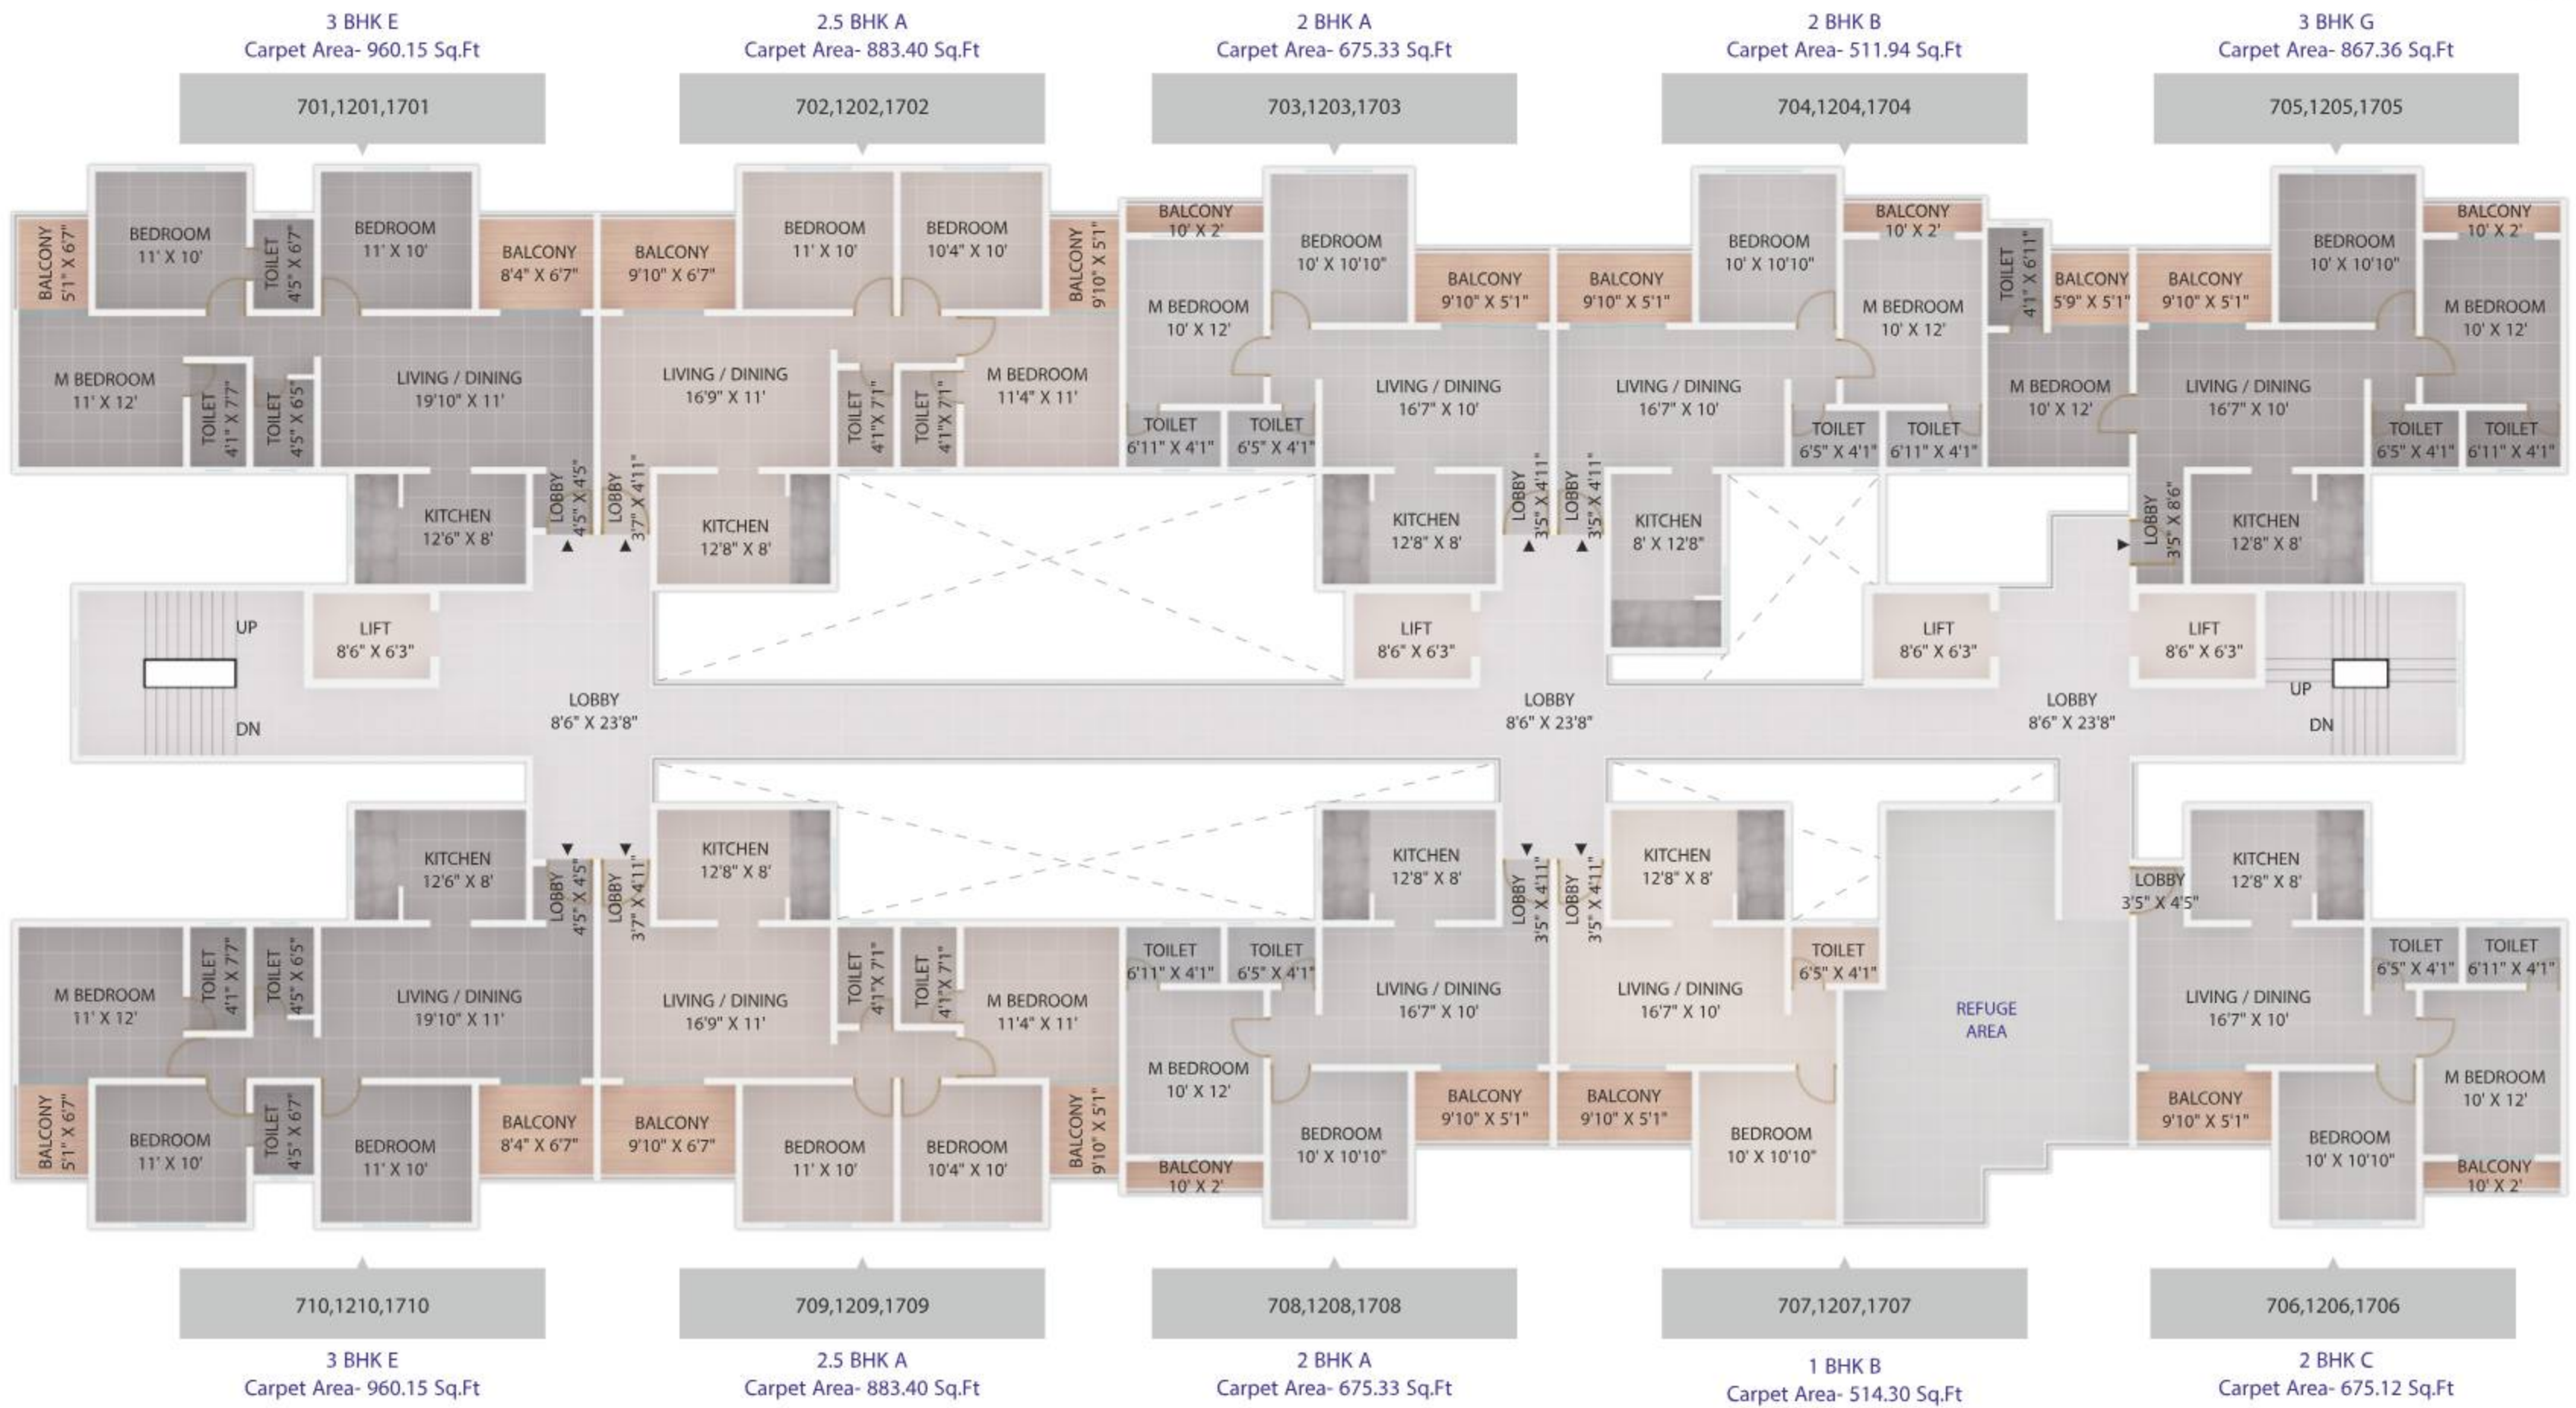 3 BHK E
Carpet Area- 960.15 Sq.Ft
701,1201,1701
2.5 BHK A
Carpet Area- 883.40 Sq.Ft
702,1202,1702
2 BHK A
Carpet Area- 675.33 Sq.Ft
703,1203,1703
2 BHK B
Carpet Area- 511.94 Sq.Ft
704,1204,1704
3 BHK G
Carpet Area- 867.36 Sq.Ft
705,1205,1705
BALCONY
5'1" X 6'7"
BEDROOM
11' X 10'
TOILET
4'5" X 6'7"
BEDROOM
11' X 10'
BALCONY
8'4" X 6'7"
M BEDROOM
11' X 12'
TOILET
4'1" X 7'7"
TOILET
4'5" X 6'5"
LIVING / DINING
19'10" X 11'
KITCHEN
12'6" X 8'
LOBBY
4'5" X 4'5"
BALCONY
9'10" X 6'7"
BEDROOM
11' X 10'
BEDROOM
10'4" X 10'
BALCONY
9'10" X 5'1"
LIVING / DINING
16'9" X 11'
TOILET
4'1"X 7'1"
TOILET
4'1"X 7'1"
M BEDROOM
11'4" X 11'
LOBBY
3'7" X 4'11"
KITCHEN
12'8" X 8'
BALCONY
10' X 2'
BEDROOM
10' X 10'10"
BALCONY
9'10" X 5'1"
M BEDROOM
10' X 12'
LIVING / DINING
16'7" X 10'
TOILET
6'11" X 4'1"
TOILET
6'5" X 4'1"
KITCHEN
12'8" X 8'
LOBBY
3'5" X 4'11"
BALCONY
9'10" X 5'1"
BEDROOM
10' X 10'10"
BALCONY
10' X 2'
M BEDROOM
10' X 12'
LIVING / DINING
16'7" X 10'
TOILET
6'5" X 4'1"
TOILET
6'11" X 4'1"
LOBBY
3'5" X 4'11"
KITCHEN
8' X 12'8"
TOILET
4'1" X 6'11"
BALCONY
5'9" X 5'1"
BALCONY
9'10" X 5'1"
BEDROOM
10' X 10'10"
BALCONY
10' X 2'
M BEDROOM
10' X 12'
M BEDROOM
10' X 12'
LIVING / DINING
16'7" X 10'
TOILET
6'5" X 4'1"
TOILET
6'11" X 4'1"
LOBBY
3'5" X 8'6"
KITCHEN
12'8" X 8'
UP
DN
LIFT
8'6" X 6'3"
LOBBY
8'6" X 23'8"
LIFT
8'6" X 6'3"
LOBBY
8'6" X 23'8"
LIFT
8'6" X 6'3"
LOBBY
8'6" X 23'8"
LIFT
8'6" X 6'3"
UP
DN
KITCHEN
12'6" X 8'
LOBBY
4'5" X 4'5"
M BEDROOM
11' X 12'
TOILET
4'1" X 7'7"
TOILET
4'5" X 6'5"
LIVING / DINING
19'10" X 11'
BALCONY
5'1" X 6'7"
BEDROOM
11' X 10'
TOILET
4'5" X 6'7"
BEDROOM
11' X 10'
BALCONY
8'4" X 6'7"
LOBBY
3'7" X 4'11"
KITCHEN
12'8" X 8'
LIVING / DINING
16'9" X 11'
TOILET
4'1"X 7'1"
TOILET
4'1"X 7'1"
M BEDROOM
11'4" X 11'
BALCONY
9'10" X 6'7"
BEDROOM
11' X 10'
BEDROOM
10'4" X 10'
BALCONY
9'10" X 5'1"
KITCHEN
12'8" X 8'
LOBBY
3'5" X 4'11"
TOILET
6'11" X 4'1"
TOILET
6'5" X 4'1"
LIVING / DINING
16'7" X 10'
M BEDROOM
10' X 12'
BALCONY
9'10" X 5'1"
BEDROOM
10' X 10'10"
BALCONY
10' X 2'
LOBBY
3'5" X 4'11"
KITCHEN
12'8" X 8'
TOILET
6'5" X 4'1"
LIVING / DINING
16'7" X 10'
BALCONY
9'10" X 5'1"
BEDROOM
10' X 10'10"
REFUGE
AREA
LOBBY
3'5" X 4'5"
KITCHEN
12'8" X 8'
TOILET
6'5" X 4'1"
TOILET
6'11" X 4'1"
LIVING / DINING
16'7" X 10'
M BEDROOM
10' X 12'
BALCONY
9'10" X 5'1"
BEDROOM
10' X 10'10"
BALCONY
10' X 2'
710,1210,1710
3 BHK E
Carpet Area- 960.15 Sq.Ft
709,1209,1709
2.5 BHK A
Carpet Area- 883.40 Sq.Ft
708,1208,1708
2 BHK A
Carpet Area- 675.33 Sq.Ft
707,1207,1707
1 BHK B
Carpet Area- 514.30 Sq.Ft
706,1206,1706
2 BHK C
Carpet Area- 675.12 Sq.Ft